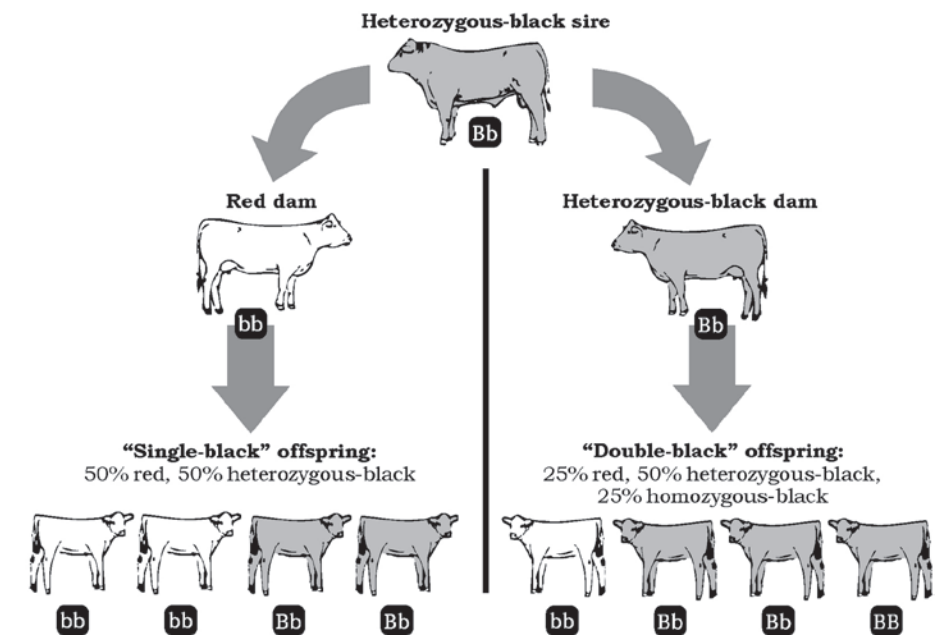 Heterozygous-black sire
Bb
Red dam
bb
"Single-black" offspring:
50% red, 50% heterozygous-black
bb
bb
Bb
Bb
Heterozygous-black dam
Bb
"Double-black" offspring:
25% red, 50% heterozygous-black,
25% homozygous-black
bb
Bb
Bb
BB